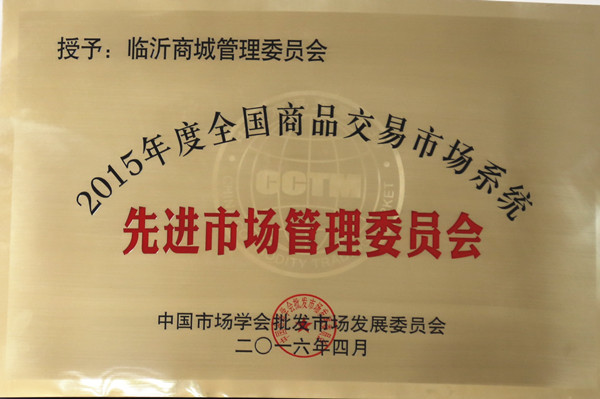 授予：临沂商城管理委员会
2015年度全国商品交易市场系统
CCTM
先进市场管理委员会
中国市场学会批发市场发展委员会
二〇一六年四月